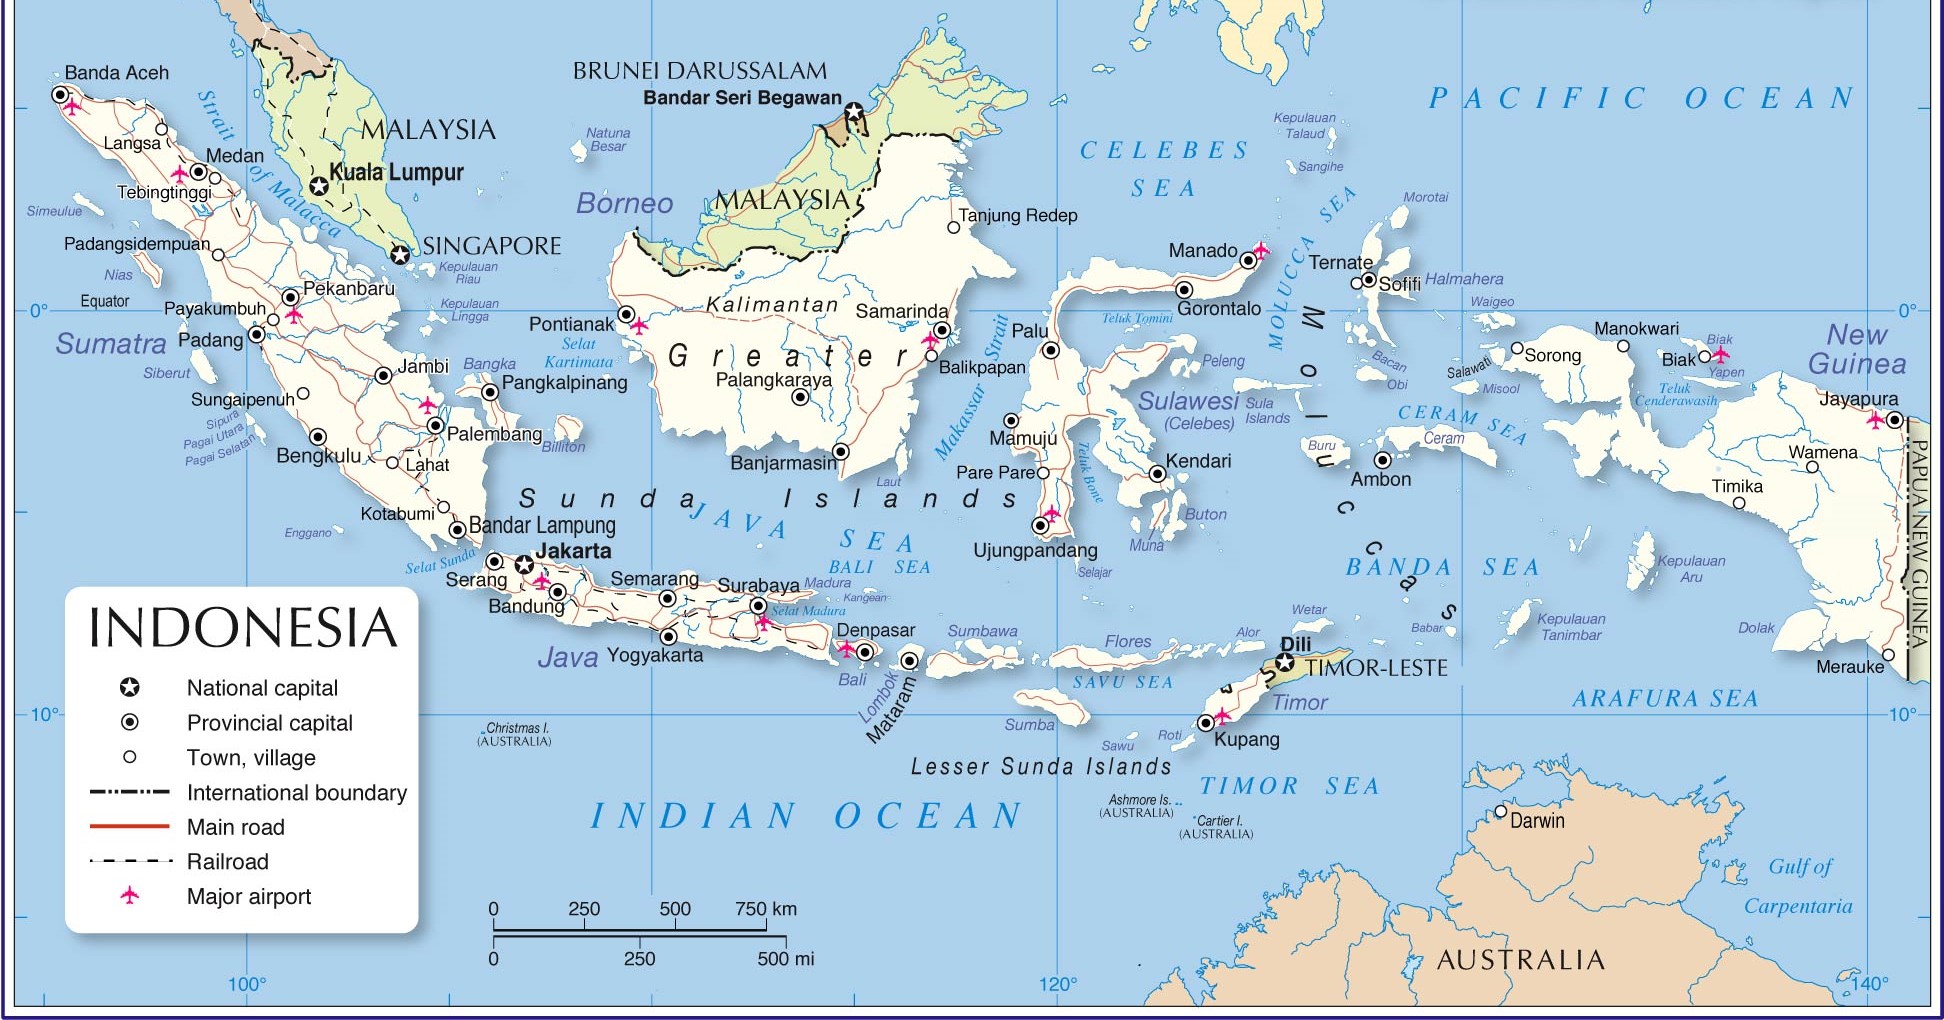 PACIFIC OCEAN
BRUNEI DARUSSALAM
Bandar Seri Begawan
Banda Aceh
Langsa
Medan
Tebingtinggi
Strait of Malacca
MALAYSIA
Kuala Lumpur
Natuna
Besar
Kepulauan
Talaud
Sangihe
CELEBES
SEA
Simeulue
Borneo
MALAYSIA
Tanjung Redep
Morotai
MOLUCCA SEA
Padangsidempuan
SINGAPORE
Nias
Kepulauan
Riau
Manado
Ternate
Sofifi
Halmahera
Equator
Pekanbaru
Payakumbuh
Kepulauan
Lingga
Kalimantan
Samarinda
Gorontalo
Waigeo
0°
0°
Sumatra
Padang
Pontianak
Selat
Kartimata
Greater
Makassar Strait
Palu
Teluk Tomini
Manokwari
New
Guinea
Siberut
Jambi
Bangka
Pangkalpinang
Palangkaraya
Balikpapan
Peleng
Bacan
Obi
Salawati
Sorong
Misool
Biak
Biak
Yapen
Sungaipenuh
Sipura
Pagai Utara
Pagai Selatan
Sulawesi
(Celebes)
Sula
Islands
Teluk
Cenderawasih
Jayapura
Bengkulu
Palembang
Billiton
Mamuju
CERAM SEA
Buru
Ceram
PAPUA NEW GUINEA
Lahat
Banjarmasin
Laut
Pare Pare
Teluk Bone
Kendari
Ambon
Wamena
Timika
Sunda Islands
Kotabumi
Bandar Lampung
JAVA SEA
Buton
Moluccas
Enggano
Selat Sunda
Jakarta
Ujungpandang
Muna
Selajar
BANDA SEA
Kepulauan
Aru
Serang
Bandung
Semarang
Surabaya
Madura
BALI SEA
Kangean
Selat Madura
INDONESIA
Java
Yogyakarta
Denpasar
Sumbawa
Flores
Alor
Wetar
Dili
TIMOR-LESTE
Babar
Kepulauan
Tanimbar
Dolak
Merauke
Bali
Lombok
Mataram
SAVU SEA
Timor
ARAFURA SEA
National capital
Provincial capital
Town, village
International boundary
Main road
Railroad
Major airport
10°
10°
Christmas I.
(AUSTRALIA)
Sumba
Sawu
Roti
Kupang
Lesser Sunda Islands
TIMOR SEA
Ashmore Is.
(AUSTRALIA)
Cartier I.
(AUSTRALIA)
INDIAN OCEAN
Darwin
Gulf of
Carpentaria
0 250 500 750 km
0 250 500 mi
AUSTRALIA
100°
120°
140°